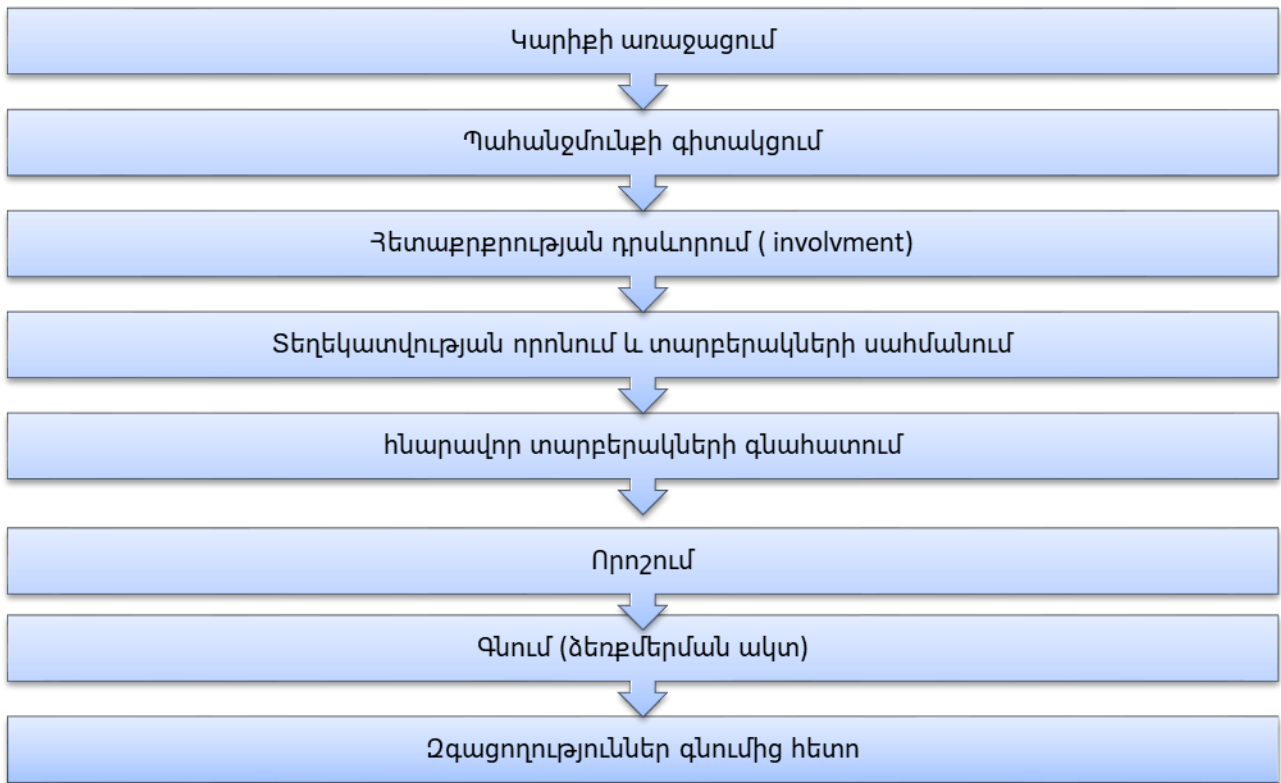 Կարիքի առաջացում
Պահանջմունքի գիտակցում
Հետաքրքրության դրսևորում ( involvment)
Տեղեկատվության որոնում և տարբերակների սահմանում
հնարավոր տարբերակների գնահատում
Որոշում
Գնում (ձեռքմերման ակտ)
Զգացողություններ գնումից հետո